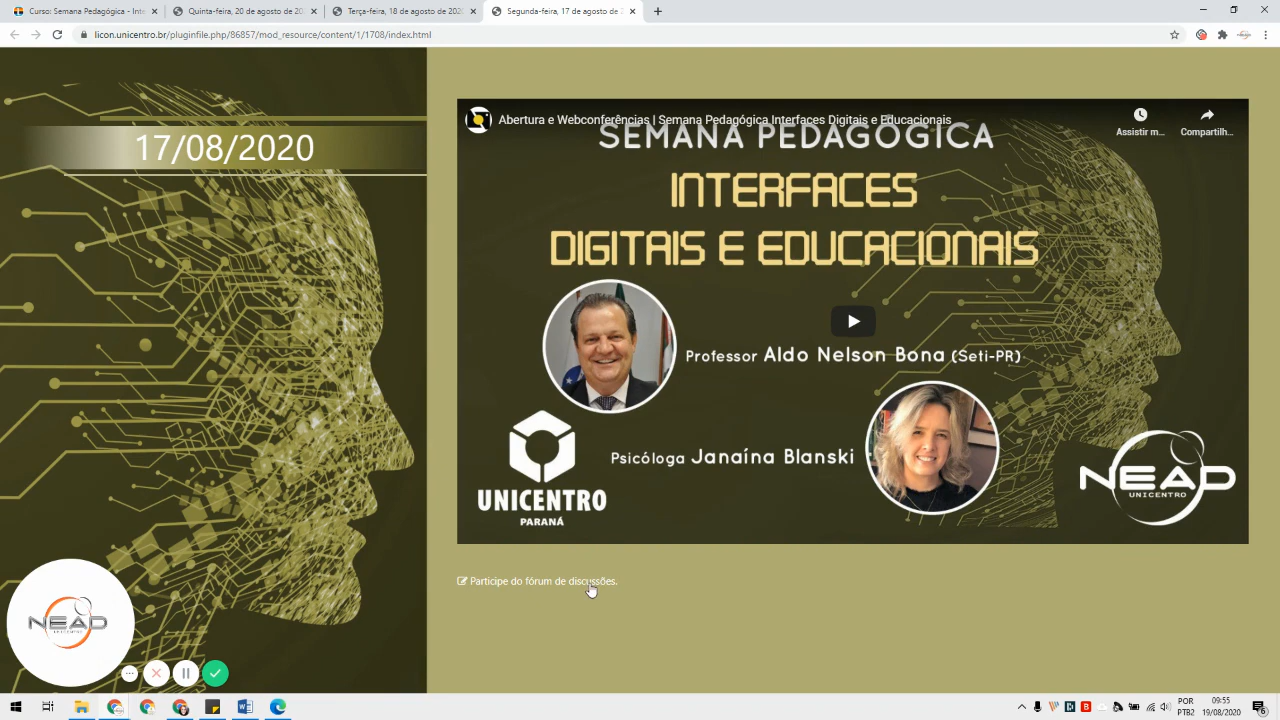 Curso: Semana Pedagógica - Inte
Quinta-feira, 20 de agosto de 20
Terça-feira, 18 de agosto de 2020
Segunda-feira, 17 de agosto de 2
licon.unicentro.br/pluginfile.php/86857/mod_resource/content/1/1708/index.html
17/08/2020
Abertura e Webconferências | Semana Pedagógica Interfaces Digitais e Educacionais
Assistir m...
Compartilh...
SEMANA PEDAGÓGICA
INTERFACES
DIGITAIS E EDUCACIONAIS
Professor Aldo Nelson Bona (Seti-PR)
Psicóloga Janaína Blanski
UNICENTRO
PARANÁ
NEAD
UNICENTRO
Participe do fórum de discussões.
NEAD
POR
PTB2
09:55
19/08/2020